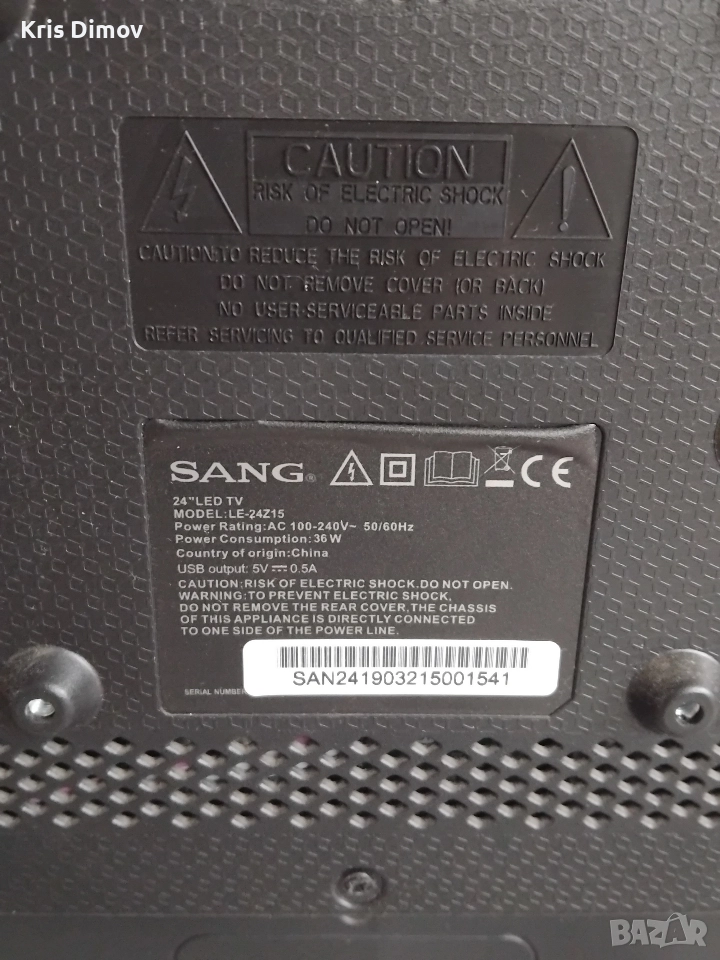 Kris Dimov
CAUTION
RISK OF ELECTRIC SHOCK
DO NOT OPEN!
CAUTION:TO REDUCE THE RISK OF ELECTRIC SHOCK
DO NOT REMOVE COVER (OR BACK)
NO USER-SERVICEABLE PARTS INSIDE
REFER SERVICING TO QUALIFIED SERVICE PERSONNEL
SANG® CE
24"LED TV
MODEL:LE-24Z15
Power Rating:AC 100-240V~ 50/60Hz
Power Consumption:36W
Country of origin:China
USB output: 5V⎓0.5A
CAUTION:RISK OF ELECTRIC SHOCK.DO NOT OPEN.
WARNING:TO PREVENT ELECTRIC SHOCK,
DO NOT REMOVE THE REAR COVER,THE CHASSIS
OF THIS APPLIANCE IS DIRECTLY CONNECTED
TO ONE SIDE OF THE POWER LINE.
SERIAL NUMBER
SAN241903215001541
BAZAR